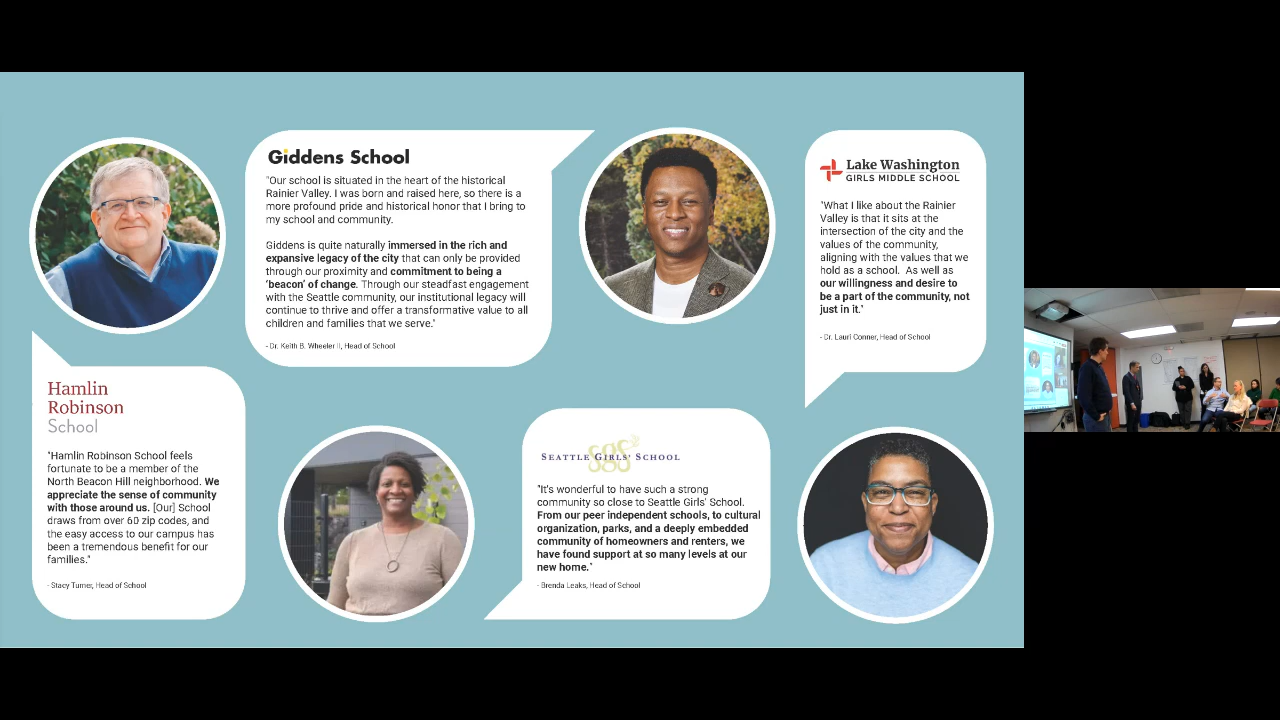 Giddens School
"Our school is situated in the heart of the historical
Rainier Valley. I was born and raised here, so there is a
more profound pride and historical honor that I bring to
my school and community.
Giddens is quite naturally immersed in the rich and
expansive legacy of the city that can only be provided
through our proximity and commitment to being a
'beacon' of change. Through our steadfast engagement
with the Seattle community, our institutional legacy will
continue to thrive and offer a transformative value to all
children and families that we serve."
- Dr. Keith B. Wheeler II, Head of School
Lake Washington
GIRLS MIDDLE SCHOOL
"What I like about the Rainier
Valley is that it sits at the
intersection of the city and the
values of the community,
aligning with the values that we
hold as a school. As well as
our willingness and desire to
be a part of the community, not
just in it."
- Dr. Lauri Conner, Head of School
Hamlin
Robinson
School
"Hamlin Robinson School feels
fortunate to be a member of the
North Beacon Hill neighborhood. We
appreciate the sense of community
with those around us. [Our] School
draws from over 60 zip codes, and
the easy access to our campus has
been a tremendous benefit for our
families."
- Stacy Turner, Head of School
sgs
SEATTLE GIRLS' SCHOOL
"It's wonderful to have such a strong
community so close to Seattle Girls' School.
From our peer independent schools, to cultural
organization, parks, and a deeply embedded
community of homeowners and renters, we
have found support at so many levels at our
new home."
- Brenda Leaks, Head of School